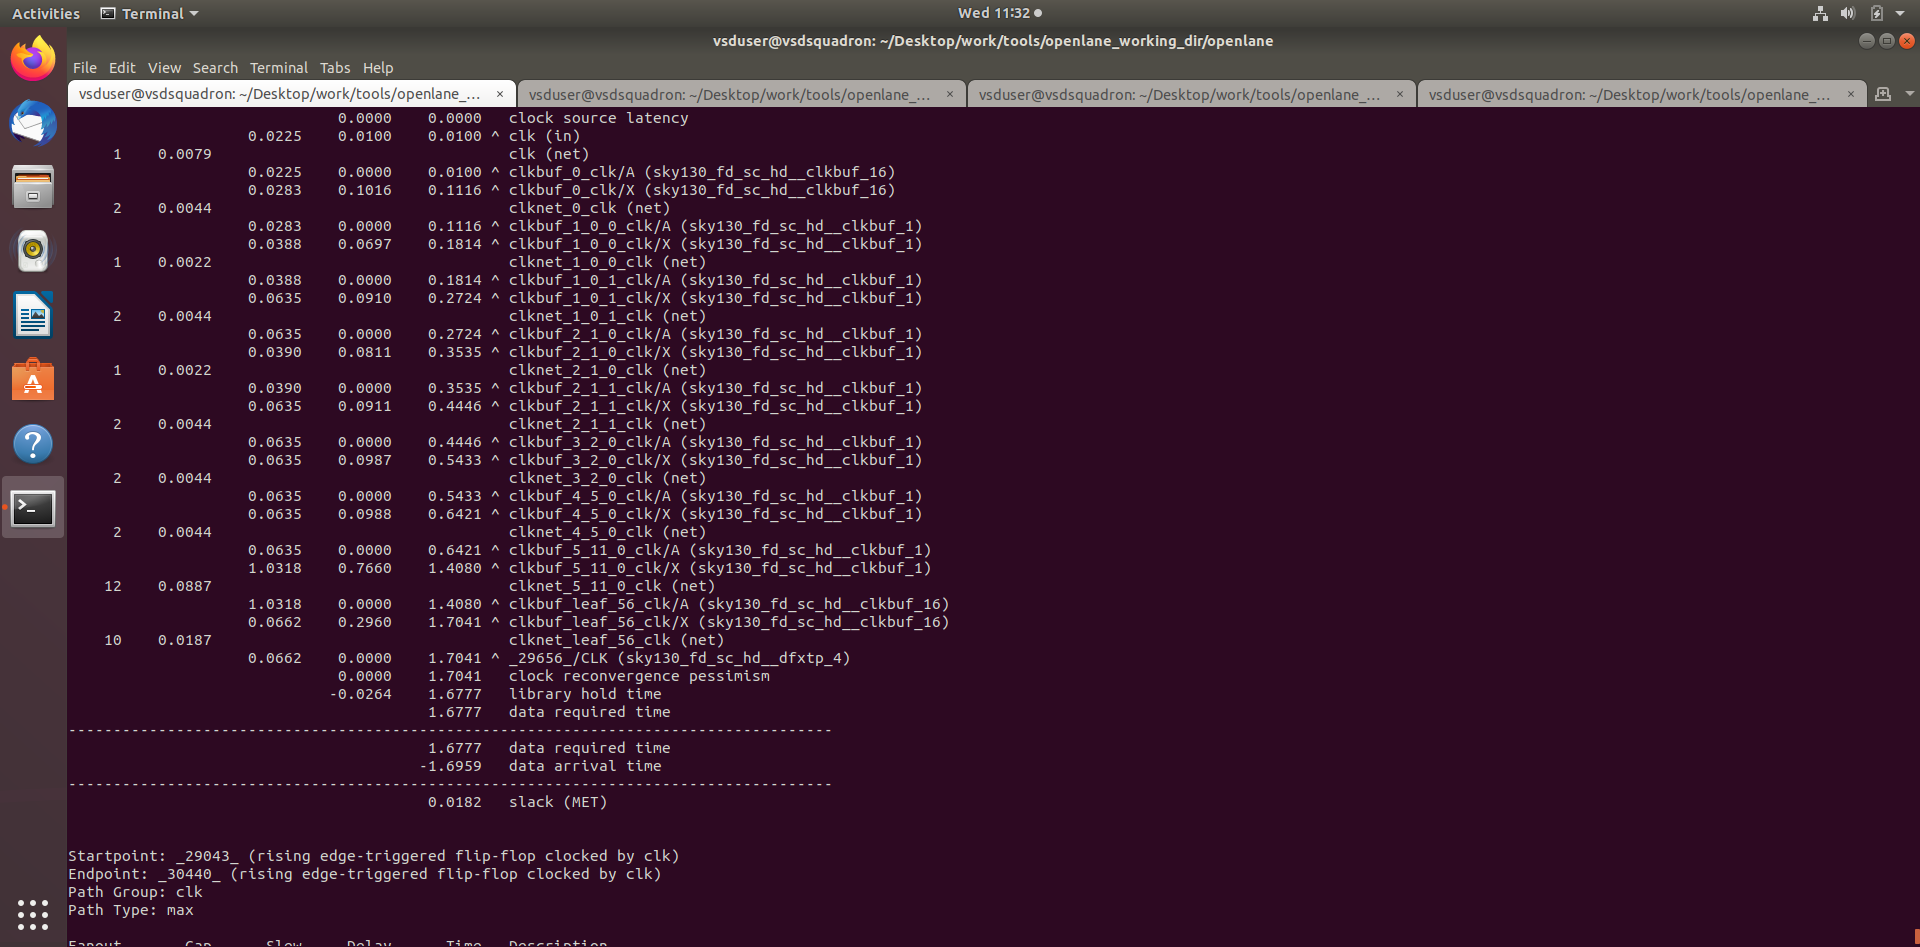 Activities Terminal Wed 11:32
vsduser@vsdsquadron: ~/Desktop/work/tools/openlane_working_dir/openlane
File Edit View Search Terminal Tabs Help
vsduser@vsdsquadron: ~/Desktop/work/tools/openlane_... × vsduser@vsdsquadron: ~/Desktop/work/tools/openlane_... × vsduser@vsdsquadron: ~/Desktop/work/tools/openlane_... × vsduser@vsdsquadron: ~/Desktop/work/tools/openlane_... ×
0.0000 0.0000 clock source latency
0.0225 0.0100 0.0100 ^ clk (in)
1 0.0079 clk (net)
0.0225 0.0000 0.0100 ^ clkbuf_0_clk/A (sky130_fd_sc_hd__clkbuf_16)
0.0283 0.1016 0.1116 ^ clkbuf_0_clk/X (sky130_fd_sc_hd__clkbuf_16)
2 0.0044 clknet_0_clk (net)
0.0283 0.0000 0.1116 ^ clkbuf_1_0_0_clk/A (sky130_fd_sc_hd__clkbuf_1)
0.0388 0.0697 0.1814 ^ clkbuf_1_0_0_clk/X (sky130_fd_sc_hd__clkbuf_1)
1 0.0022 clknet_1_0_0_clk (net)
0.0388 0.0000 0.1814 ^ clkbuf_1_0_1_clk/A (sky130_fd_sc_hd__clkbuf_1)
0.0635 0.0910 0.2724 ^ clkbuf_1_0_1_clk/X (sky130_fd_sc_hd__clkbuf_1)
2 0.0044 clknet_1_0_1_clk (net)
0.0635 0.0000 0.2724 ^ clkbuf_2_1_0_clk/A (sky130_fd_sc_hd__clkbuf_1)
0.0390 0.0811 0.3535 ^ clkbuf_2_1_0_clk/X (sky130_fd_sc_hd__clkbuf_1)
1 0.0022 clknet_2_1_0_clk (net)
0.0390 0.0000 0.3535 ^ clkbuf_2_1_1_clk/A (sky130_fd_sc_hd__clkbuf_1)
0.0635 0.0911 0.4446 ^ clkbuf_2_1_1_clk/X (sky130_fd_sc_hd__clkbuf_1)
2 0.0044 clknet_2_1_1_clk (net)
0.0635 0.0000 0.4446 ^ clkbuf_3_2_0_clk/A (sky130_fd_sc_hd__clkbuf_1)
0.0635 0.0987 0.5433 ^ clkbuf_3_2_0_clk/X (sky130_fd_sc_hd__clkbuf_1)
2 0.0044 clknet_3_2_0_clk (net)
0.0635 0.0000 0.5433 ^ clkbuf_4_5_0_clk/A (sky130_fd_sc_hd__clkbuf_1)
0.0635 0.0988 0.6421 ^ clkbuf_4_5_0_clk/X (sky130_fd_sc_hd__clkbuf_1)
2 0.0044 clknet_4_5_0_clk (net)
0.0635 0.0000 0.6421 ^ clkbuf_5_11_0_clk/A (sky130_fd_sc_hd__clkbuf_1)
1.0318 0.7660 1.4080 ^ clkbuf_5_11_0_clk/X (sky130_fd_sc_hd__clkbuf_1)
12 0.0887 clknet_5_11_0_clk (net)
1.0318 0.0000 1.4080 ^ clkbuf_leaf_56_clk/A (sky130_fd_sc_hd__clkbuf_16)
0.0662 0.2960 1.7041 ^ clkbuf_leaf_56_clk/X (sky130_fd_sc_hd__clkbuf_16)
10 0.0187 clknet_leaf_56_clk (net)
0.0662 0.0000 1.7041 ^ _29656_/CLK (sky130_fd_sc_hd__dfxtp_4)
0.0000 1.7041 clock reconvergence pessimism
-0.0264 1.6777 library hold time
1.6777 data required time
-------------------------------------------------------------------------------------
1.6777 data required time
-1.6959 data arrival time
-------------------------------------------------------------------------------------
0.0182 slack (MET)
Startpoint: _29043_ (rising edge-triggered flip-flop clocked by clk)
Endpoint: _30440_ (rising edge-triggered flip-flop clocked by clk)
Path Group: clk
Path Type: max
Fanout Cap Slew Delay Time Description